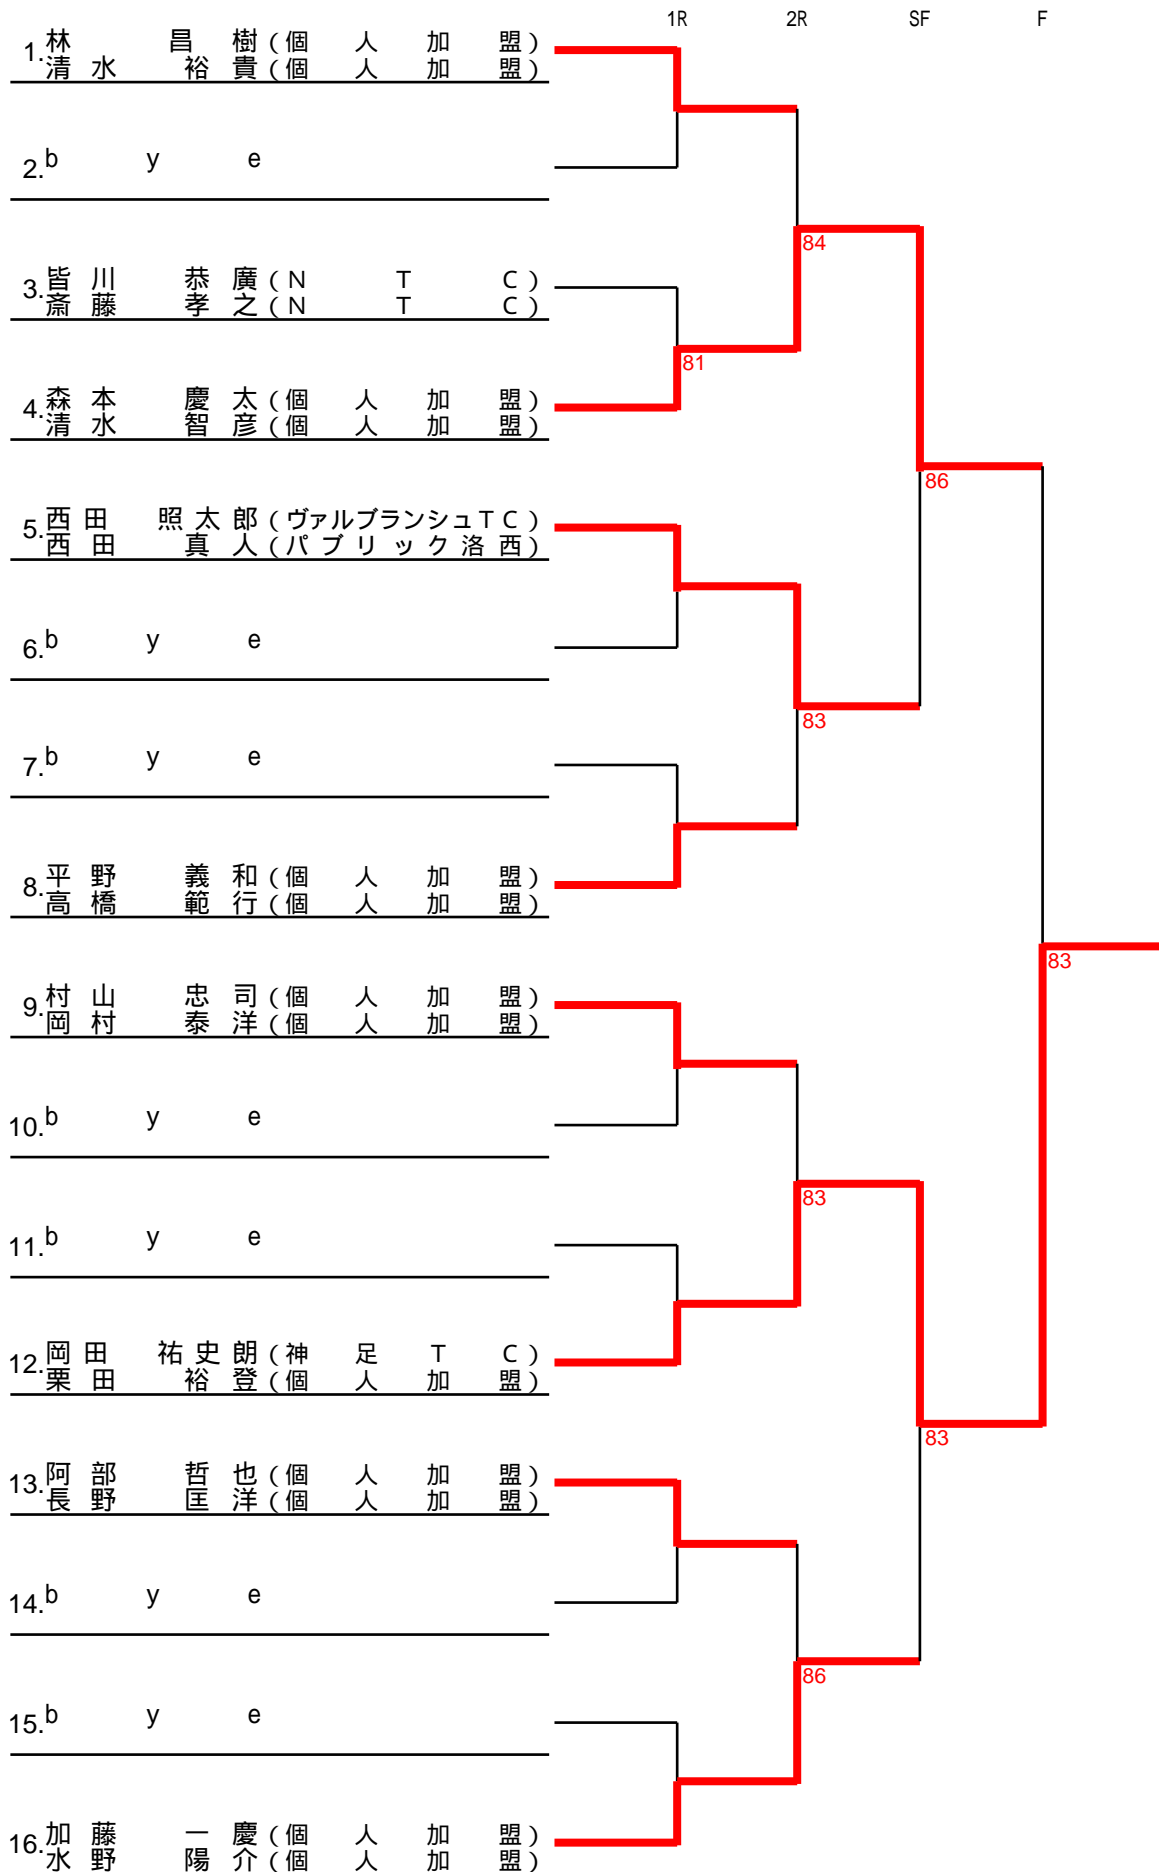 1R 2R SF F
1. 林 昌樹 (個人加盟)
清水 裕貴 (個人加盟)
2. bye
84
3. 皆川 恭廣 (NTC)
斎藤 孝之 (NTC)
81
4. 森本 慶太 (個人加盟)
清水 智彦 (個人加盟)
86
5. 西田 照太郎 (ヴァルブランシュTC)
西田 真人 (パブリック洛西)
6. bye
83
7. bye
8. 平野 義和 (個人加盟)
高橋 範行 (個人加盟)
83
9. 村山 忠司 (個人加盟)
岡村 泰洋 (個人加盟)
10. bye
83
11. bye
12. 岡田 祐史朗 (神足TC)
栗田 裕登 (個人加盟)
83
13. 阿部 哲也 (個人加盟)
長野 匡洋 (個人加盟)
14. bye
86
15. bye
16. 加藤 一慶 (個人加盟)
水野 陽介 (個人加盟)